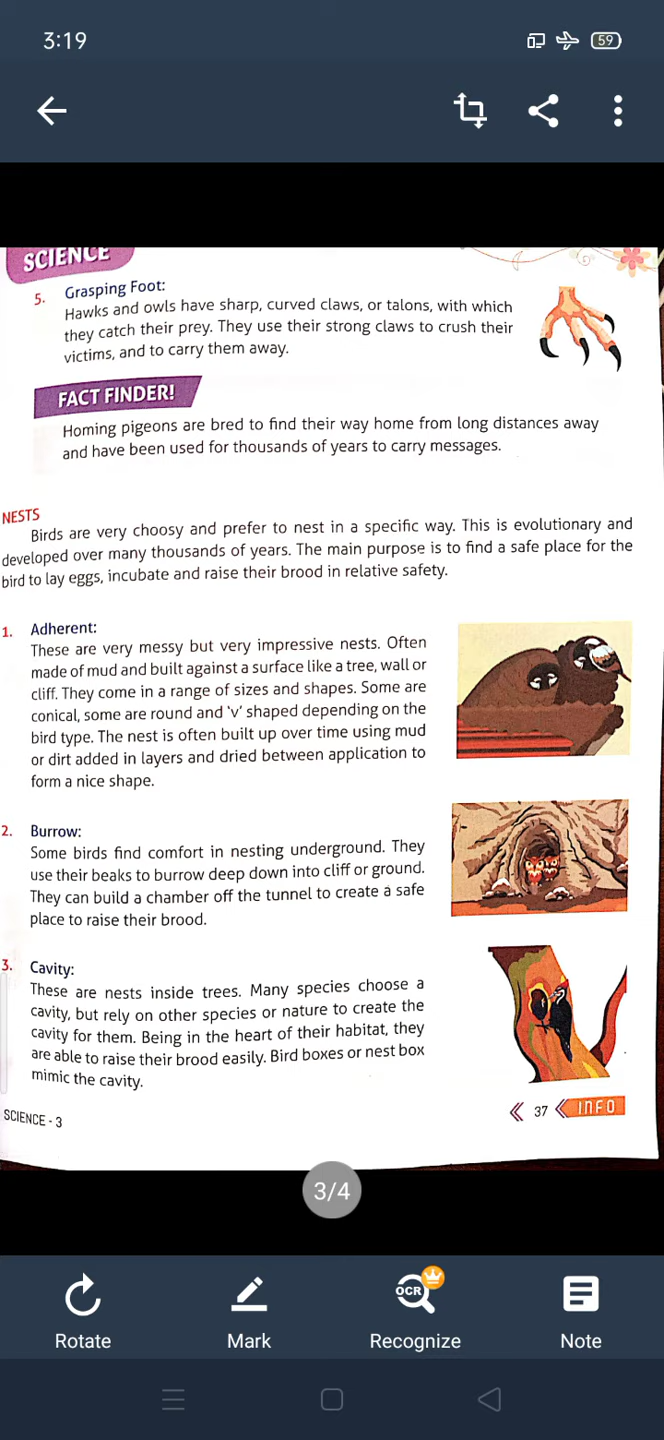 3:19
59
SCIENCE
5. Grasping Foot:
Hawks and owls have sharp, curved claws, or talons, with which
they catch their prey. They use their strong claws to crush their
victims, and to carry them away.
FACT FINDER!
Homing pigeons are bred to find their way home from long distances away
and have been used for thousands of years to carry messages.
NESTS
Birds are very choosy and prefer to nest in a specific way. This is evolutionary and
developed over many thousands of years. The main purpose is to find a safe place for the
bird to lay eggs, incubate and raise their brood in relative safety.
1. Adherent:
These are very messy but very impressive nests. Often
made of mud and built against a surface like a tree, wall or
cliff. They come in a range of sizes and shapes. Some are
conical, some are round and ‘v’ shaped depending on the
bird type. The nest is often built up over time using mud
or dirt added in layers and dried between application to
form a nice shape.
2. Burrow:
Some birds find comfort in nesting underground. They
use their beaks to burrow deep down into cliff or ground.
They can build a chamber off the tunnel to create a safe
place to raise their brood.
3. Cavity:
These are nests inside trees. Many species choose a
cavity, but rely on other species or nature to create the
cavity for them. Being in the heart of their habitat, they
are able to raise their brood easily. Bird boxes or nest box
mimic the cavity.
SCIENCE - 3
37 INFO
3/4
OCR
Rotate Mark Recognize Note